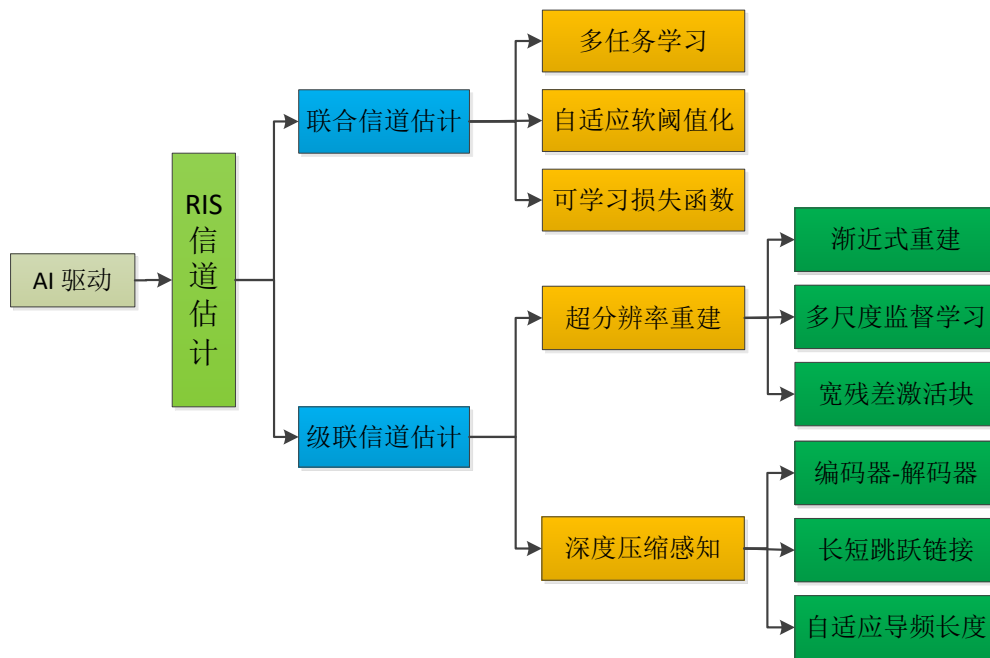 AI 驱动
RIS
信
道
估
计
联合信道估计
多任务学习
自适应软阈值化
可学习损失函数
级联信道估计
超分辨率重建
渐近式重建
多尺度监督学习
宽残差激活块
深度压缩感知
编码器-解码器
长短跳跃链接
自适应导频长度